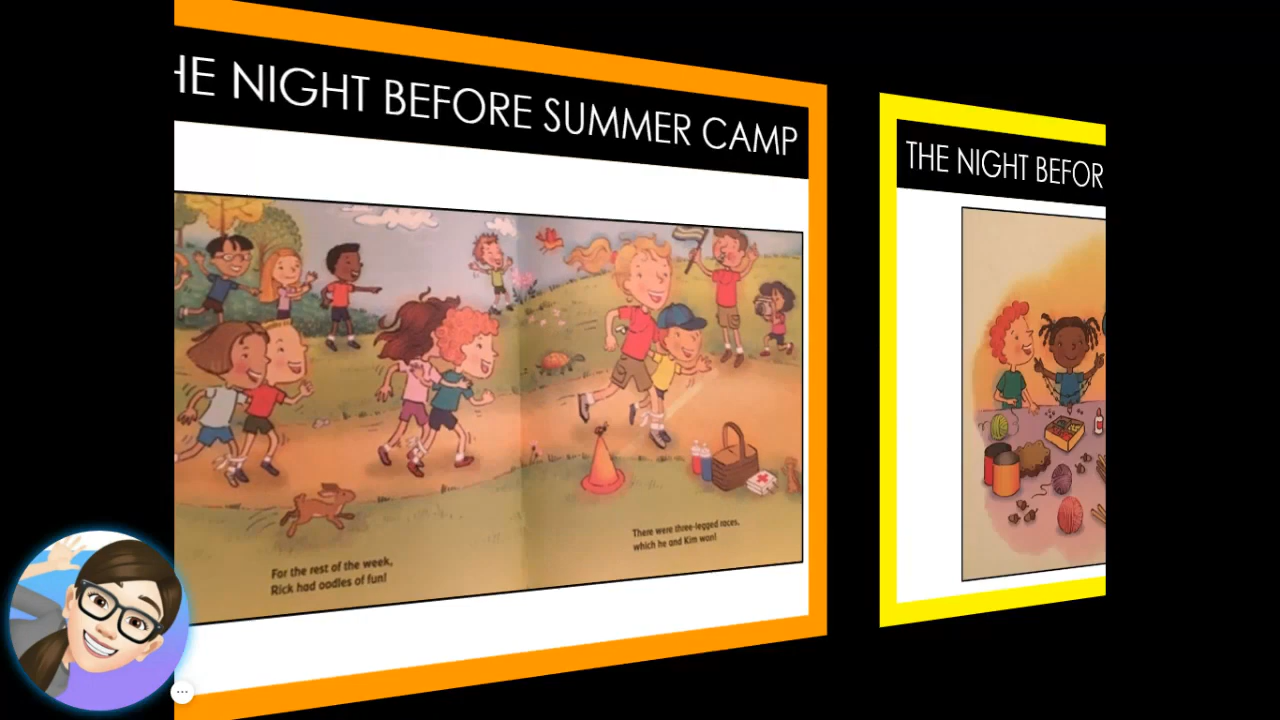 HE NIGHT BEFORE SUMMER CAMP
For the rest of the week,
Rick had oodles of fun!
There were three-legged races,
which he and Kim won!
THE NIGHT BEFOR